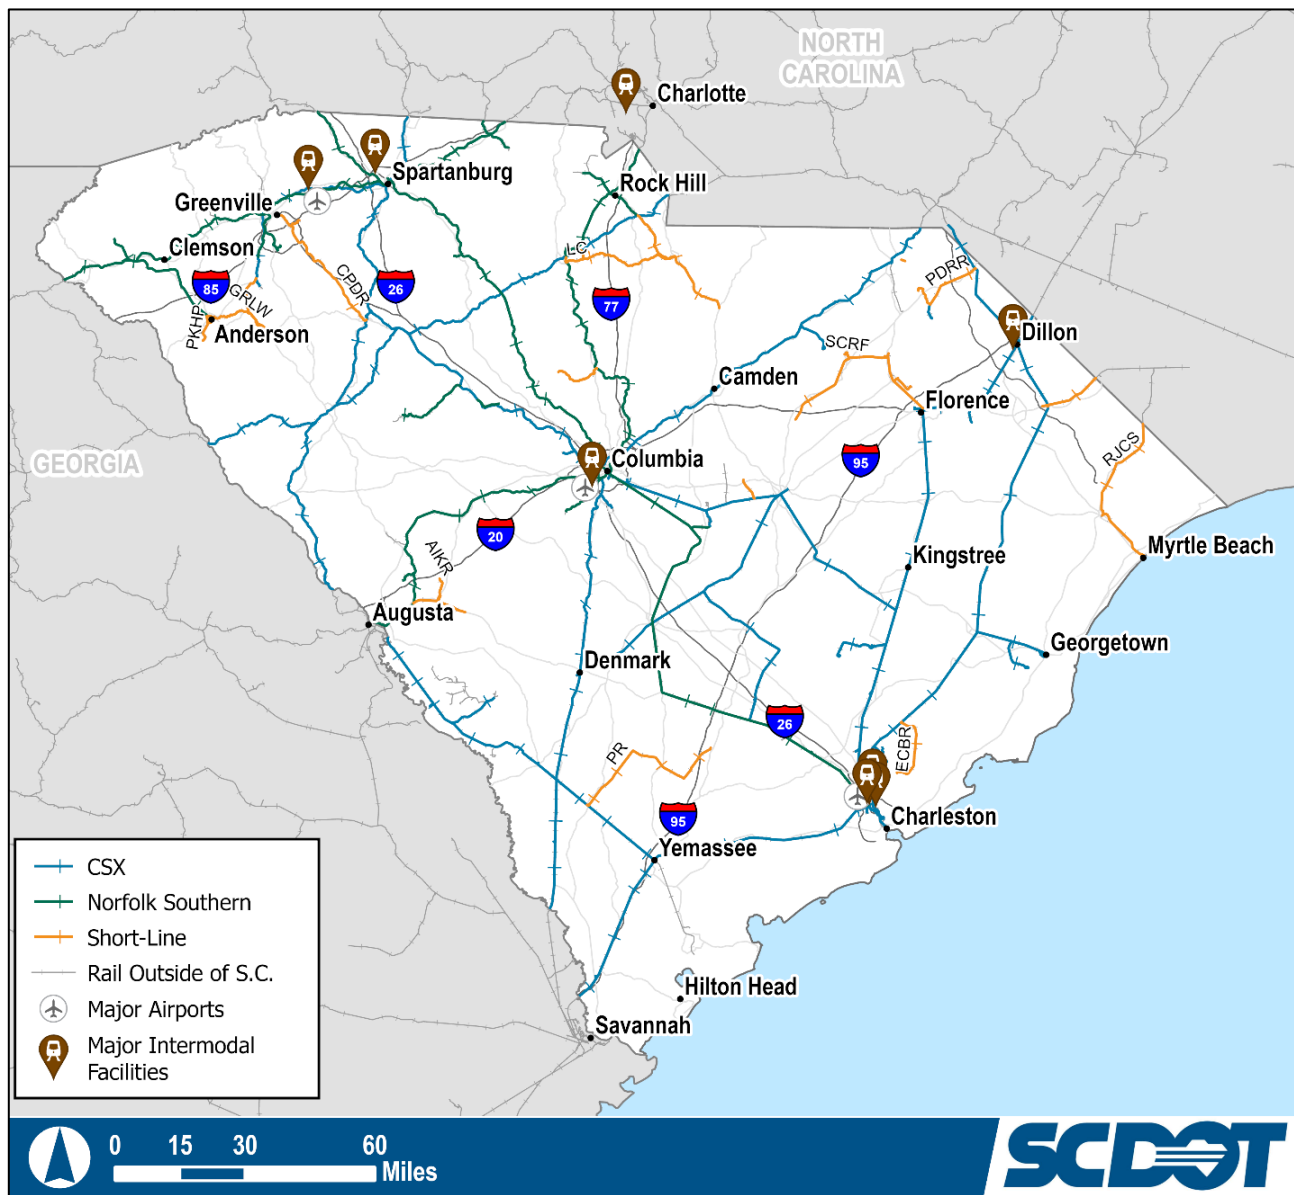 NORTH
CAROLINA
Charlotte
Spartanburg
Rock Hill
Greenville
Clemson
LC
85
CPDR
26
77
PDRR
GRLW
PKHP
Anderson
Dillon
SCRF
Camden
Florence
GEORGIA
Columbia
95
RJCS
20
AIKR
Kingstree
Myrtle Beach
Augusta
Denmark
Georgetown
26
PR
ECBR
95
Charleston
Yemassee
Hilton Head
Savannah
CSX
Norfolk Southern
Short-Line
Rail Outside of S.C.
Major Airports
Major Intermodal
Facilities
0 15 30 60
Miles
SCDOT